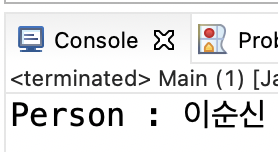 Console Prob
<terminated> Main (1) [Ja
Person : 이순신